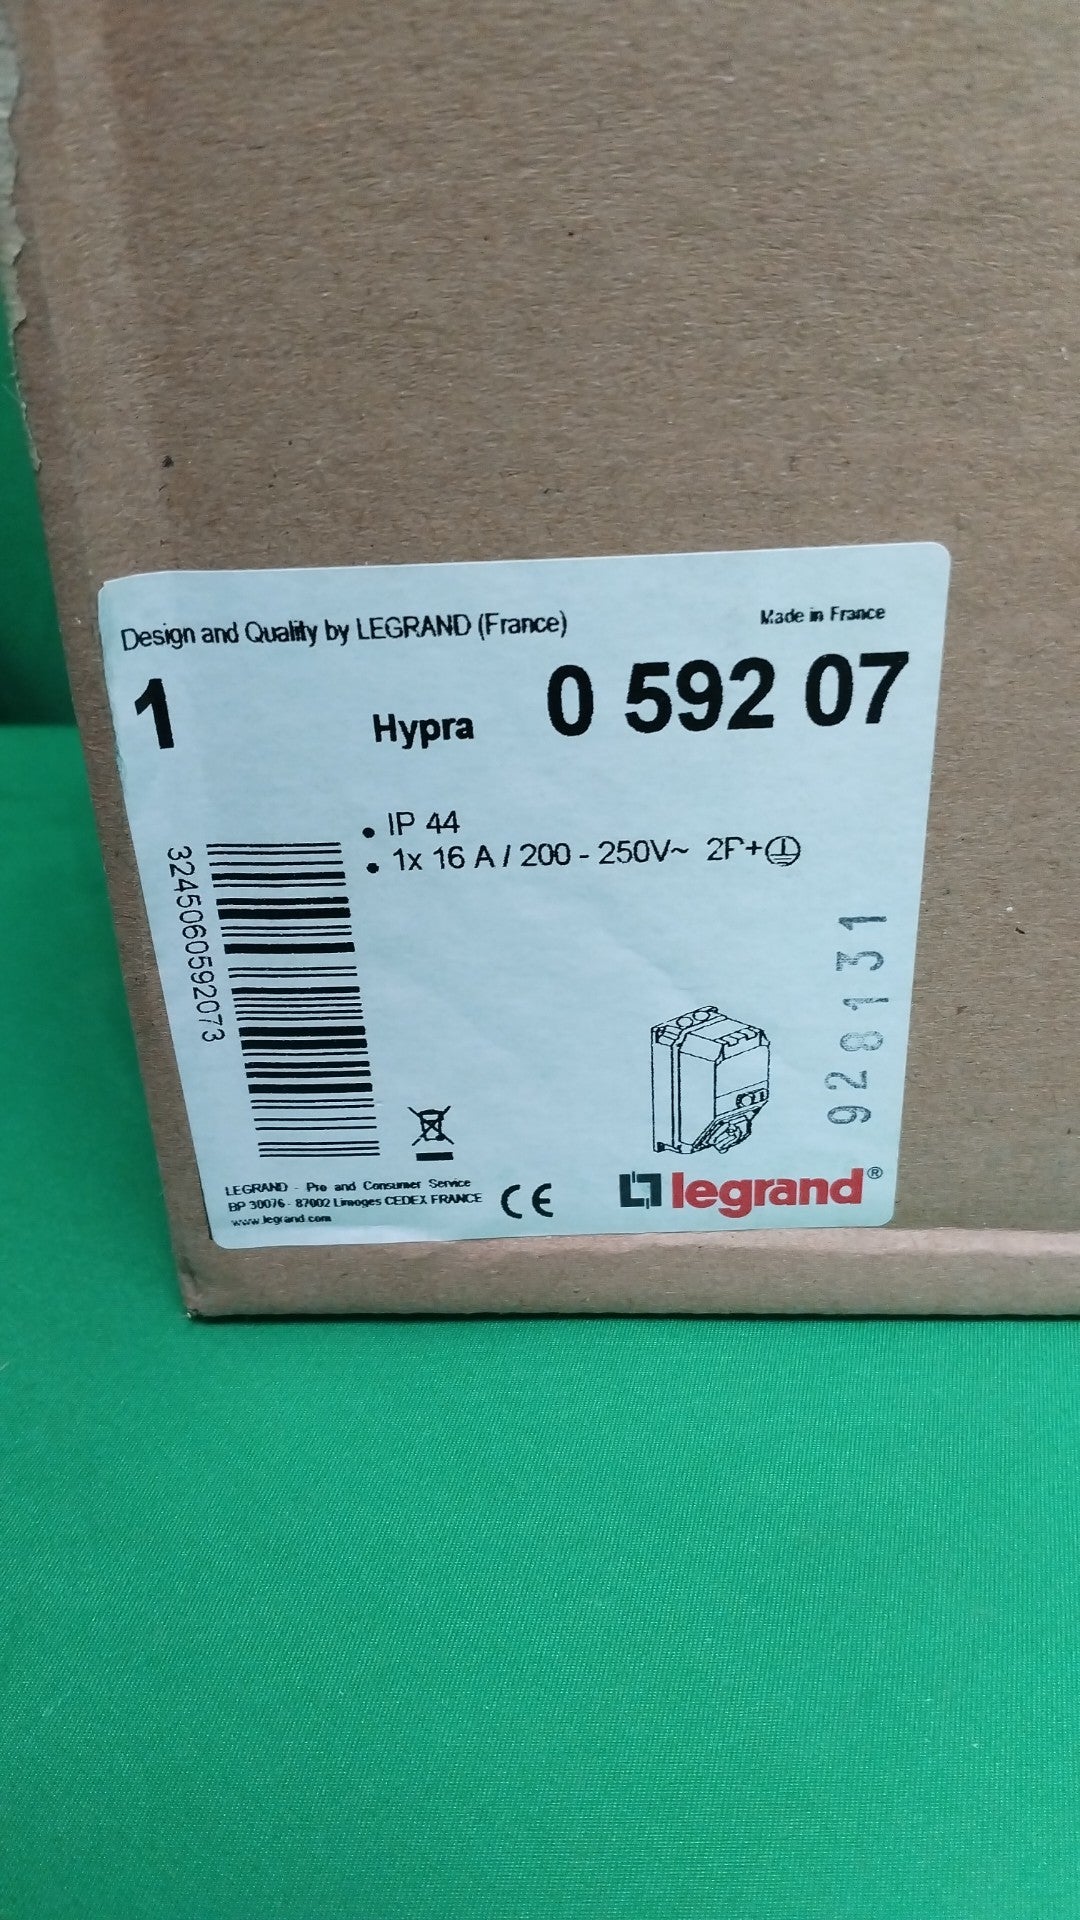 Design and Quality by LEGRAND (France)
Made in France
1
Hypra
0 592 07
• IP 44
• 1x 16 A / 200 - 250V~ 2P+
3245060592073
928131
LEGRAND - Pro and Consumer Service
BP 30076 - 87002 Limoges CEDEX FRANCE
www.legrand.com
CE
legrand®